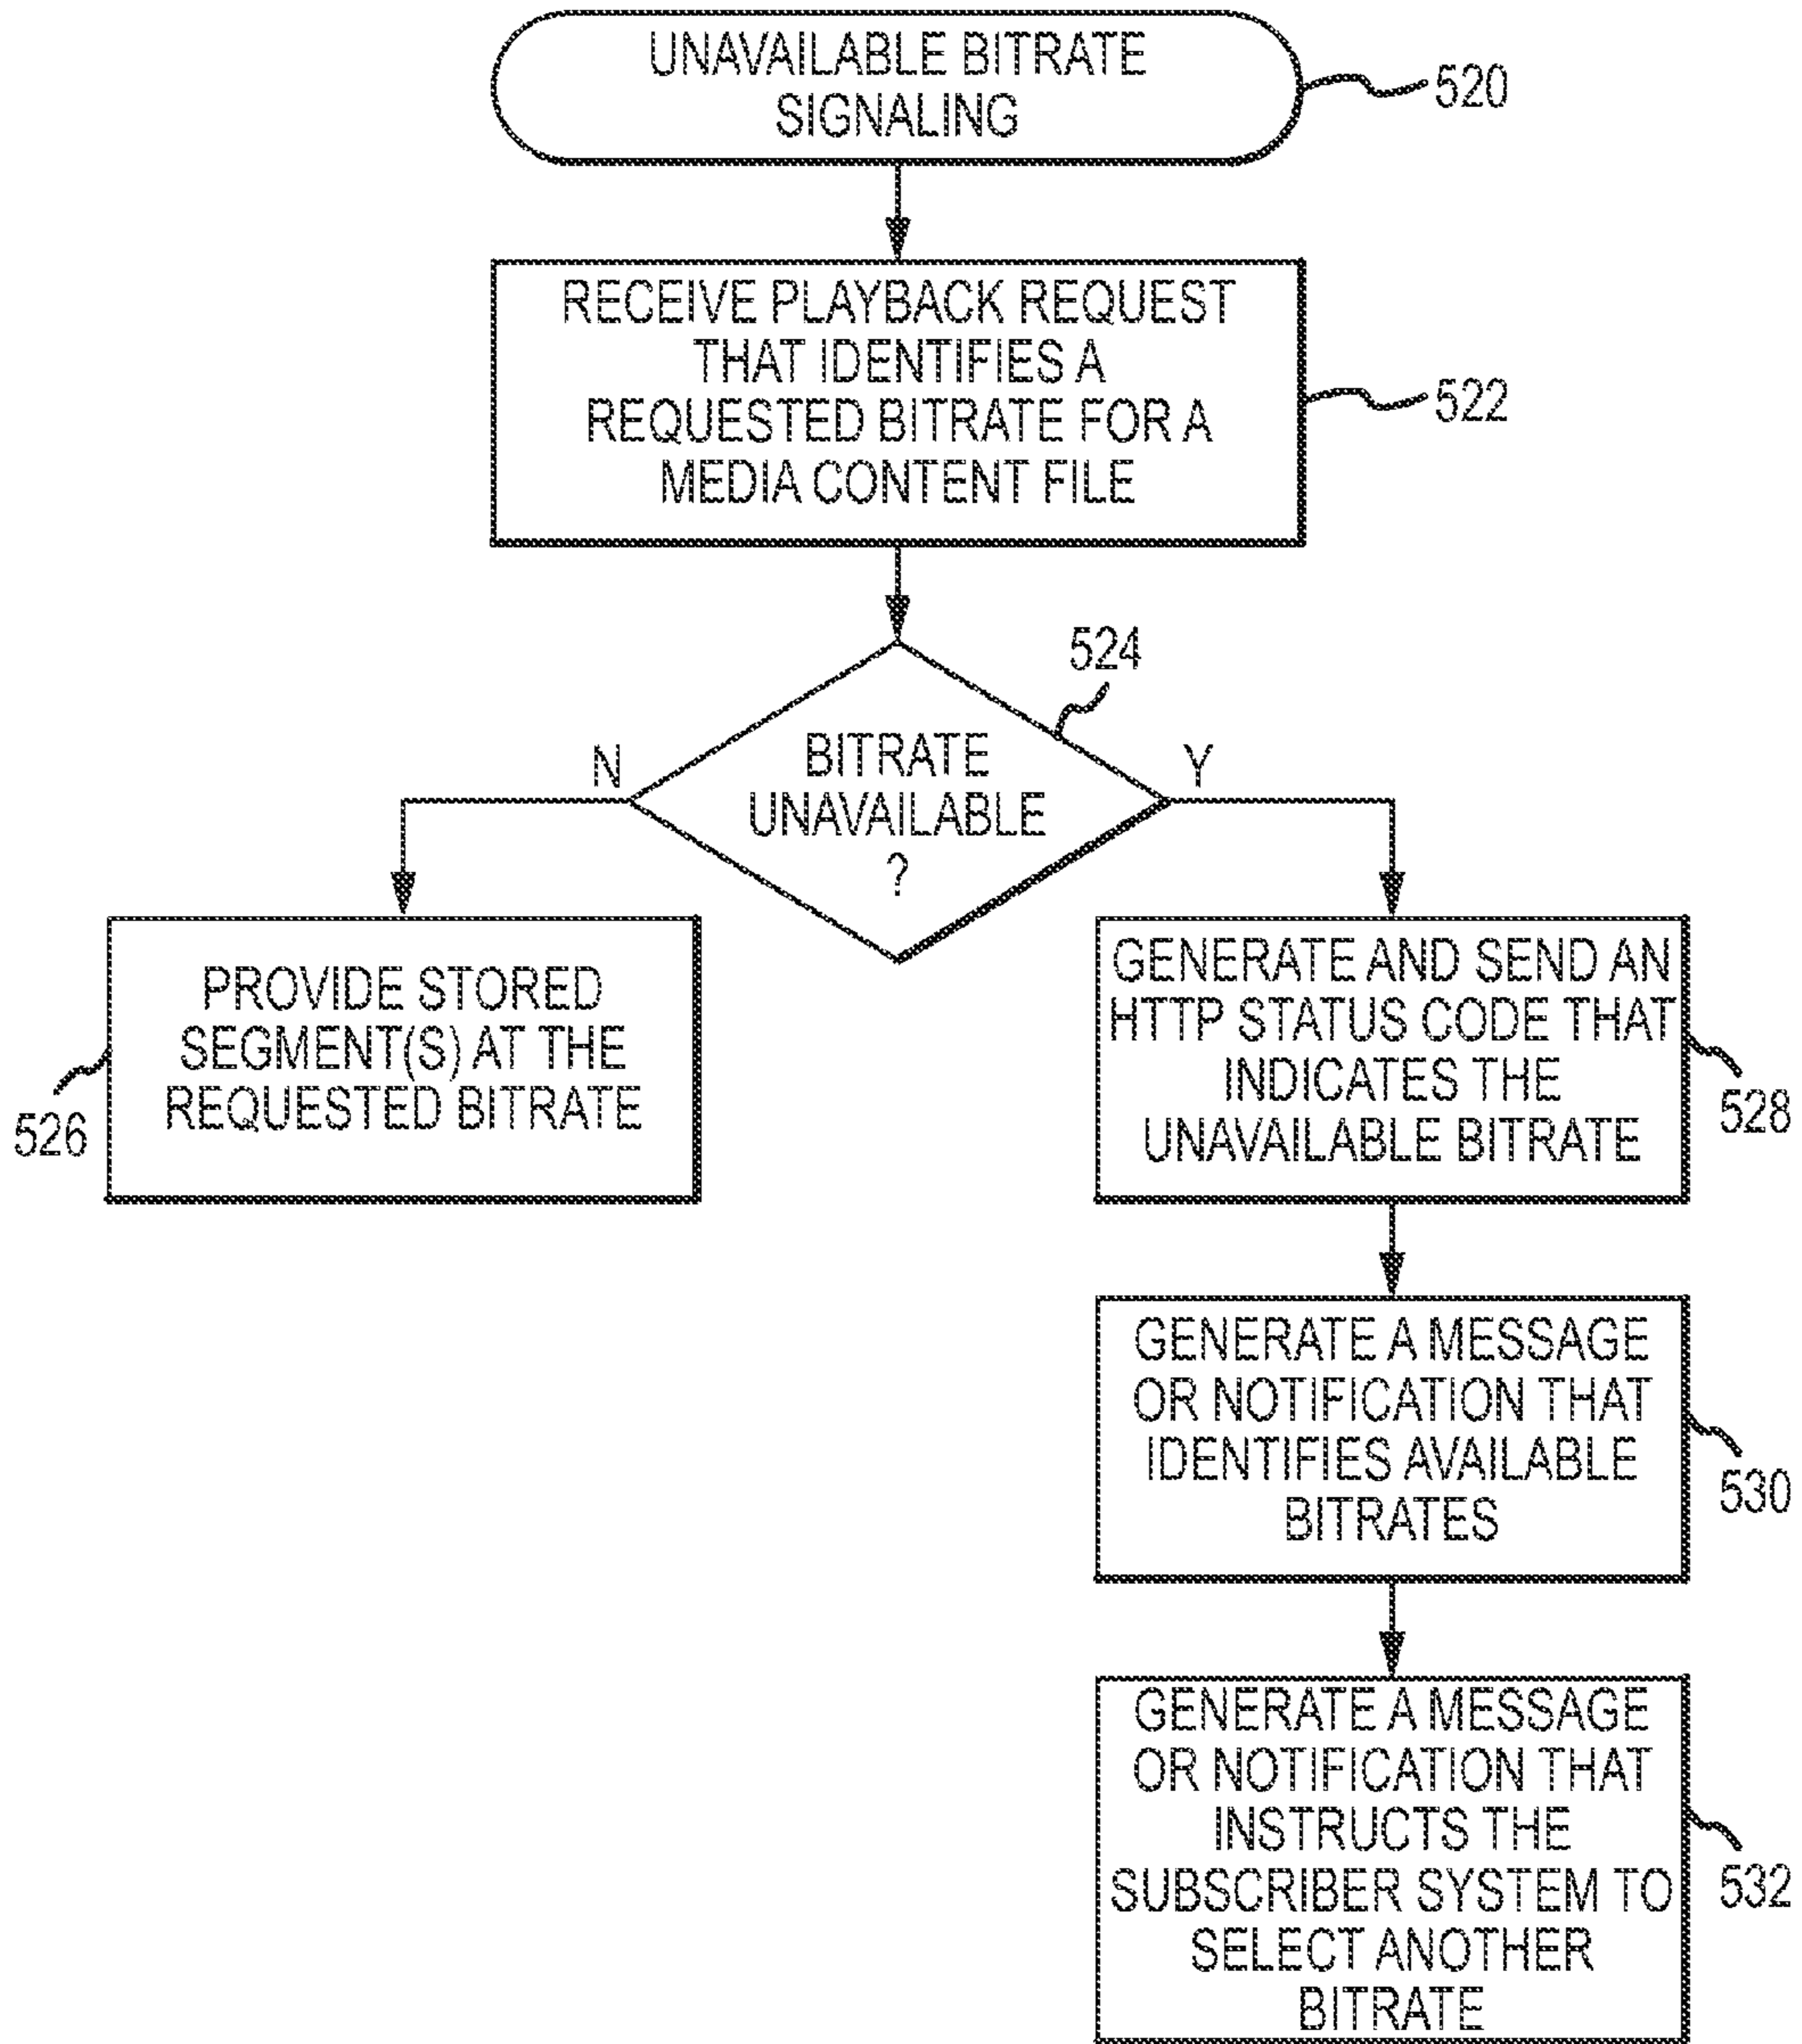 UNAVAILABLE BITRATE
SIGNALING
520
RECEIVE PLAYBACK REQUEST
THAT IDENTIFIES A
REQUESTED BITRATE FOR A
MEDIA CONTENT FILE
522
524
N
BITRATE
UNAVAILABLE
?
Y
PROVIDE STORED
SEGMENT(S) AT THE
REQUESTED BITRATE
526
GENERATE AND SEND AN
HTTP STATUS CODE THAT
INDICATES THE
UNAVAILABLE BITRATE
528
GENERATE A MESSAGE
OR NOTIFICATION THAT
IDENTIFIES AVAILABLE
BITRATES
530
GENERATE A MESSAGE
OR NOTIFICATION THAT
INSTRUCTS THE
SUBSCRIBER SYSTEM TO
SELECT ANOTHER
BITRATE
532